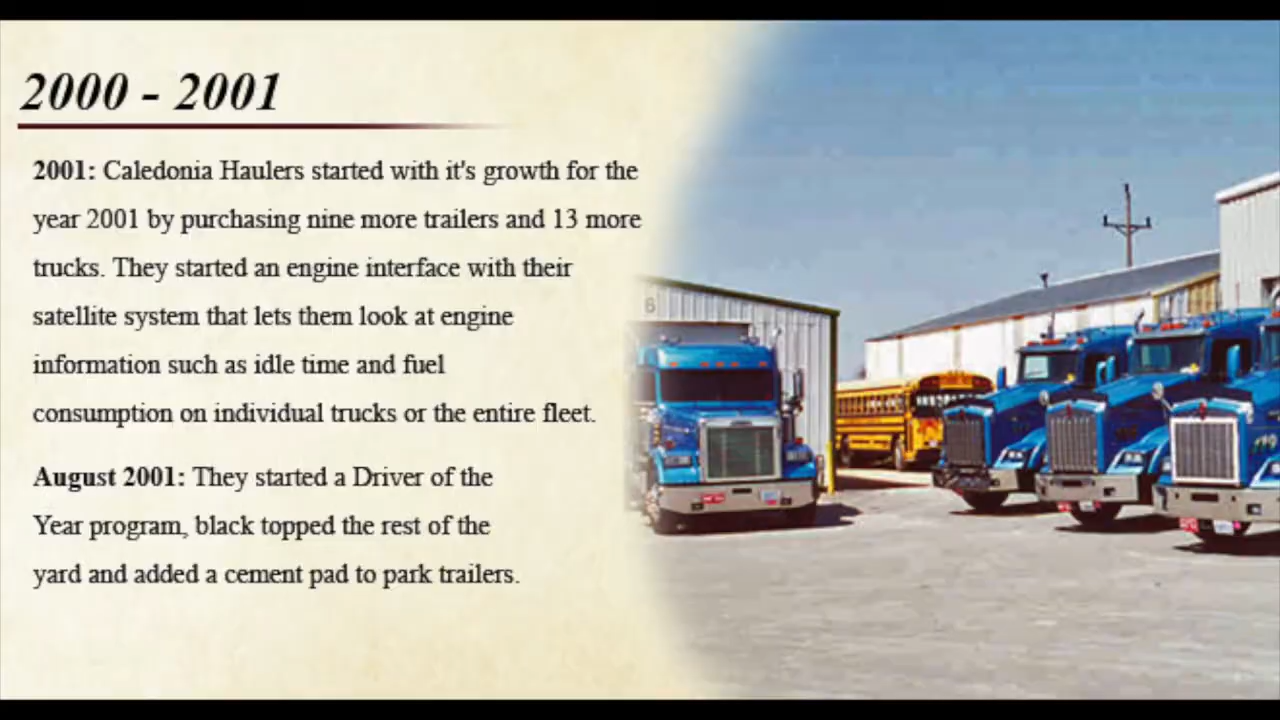 2000 - 2001
2001: Caledonia Haulers started with it's growth for the
year 2001 by purchasing nine more trailers and 13 more
trucks. They started an engine interface with their
satellite system that lets them look at engine
information such as idle time and fuel
consumption on individual trucks or the entire fleet.
August 2001: They started a Driver of the
Year program, black topped the rest of the
yard and added a cement pad to park trailers.
6